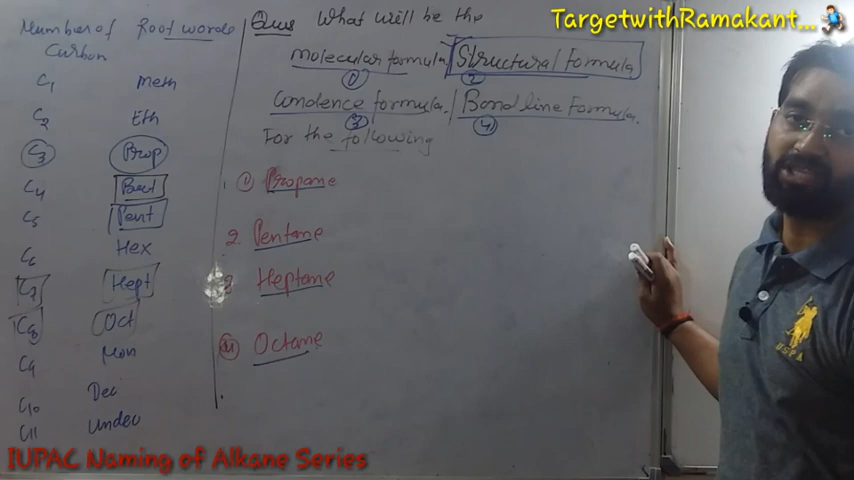 TargetwithRamakant...
Number of Root words
Carbon
C1 Meth
C2 Eth
C3 Prop
C4 But
C5 Pent
C6 Hex
C7 Hept
C8 Oct
C9 Non
C10 Dec
C11 Undec
Ques What will be the
molecular formula, Structural Formula
1 2
Condence formula. / Bond line Formula.
3 4
For the following
1 Propane
2. Pentane
3 Heptane
4 Octane
USPA
IUPAC Naming of Alkane Series